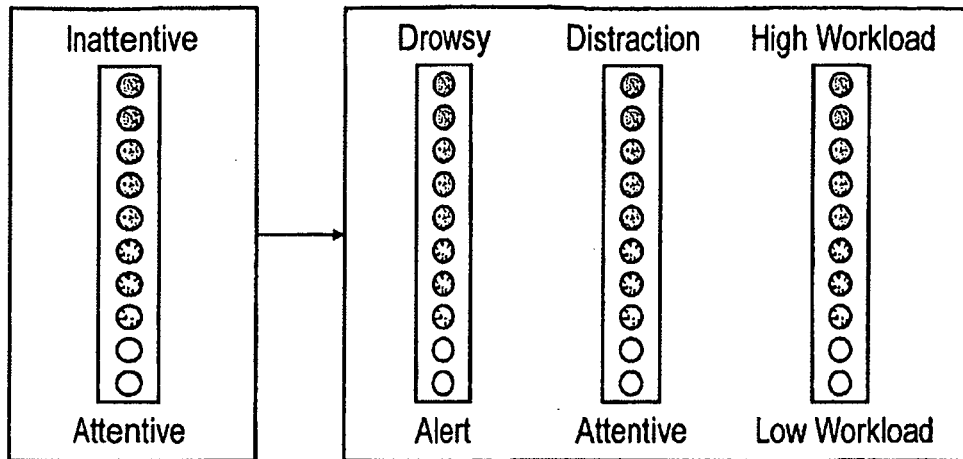 Inattentive
Attentive
Drowsy Distraction High Workload
Alert Attentive Low Workload